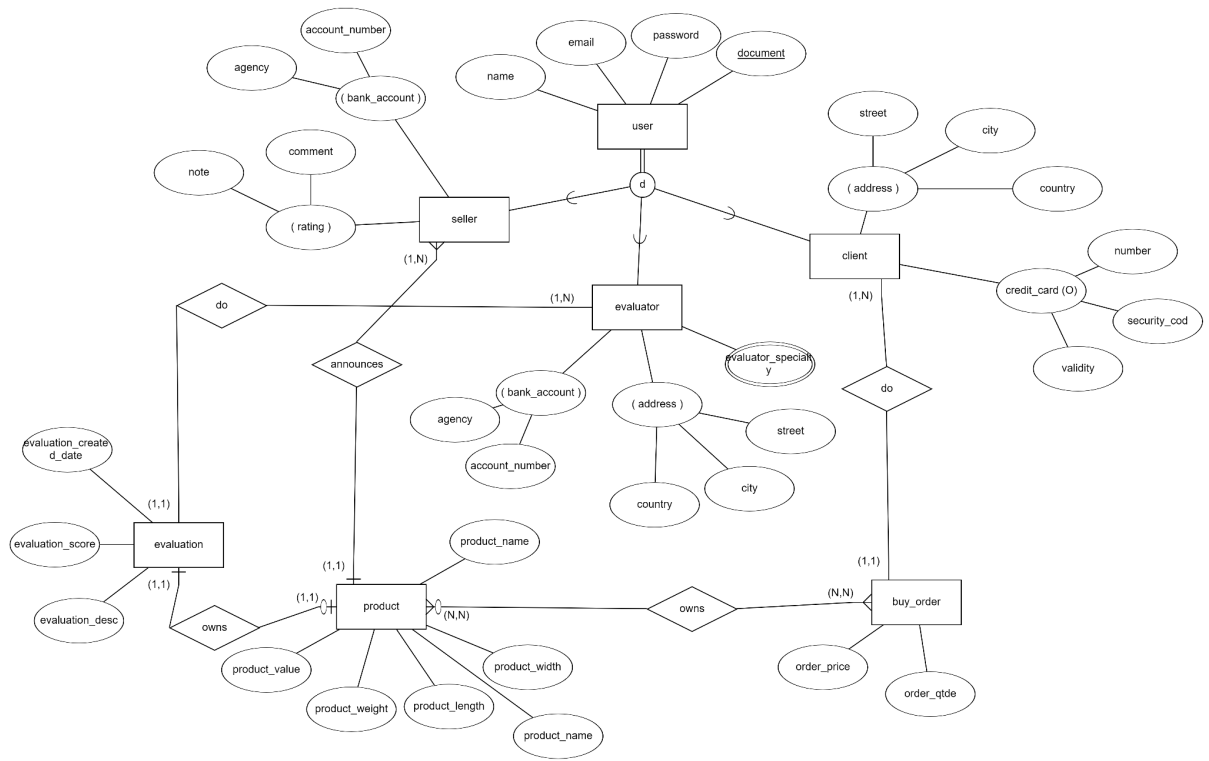 account_number
email
password
document
agency
name
( bank_account )
street
city
user
comment
note
d
( address )
country
seller
( rating )
(1,N)
client
number
do
(1,N)
evaluator
(1,N)
credit_card (O)
security_cod
announces
evaluator_specialt
y
validity
do
( bank_account )
( address )
agency
street
account_number
city
country
evaluation_create
d_date
(1,1)
evaluation_score
evaluation
product_name
(1,1)
(1,1)
(1,1)
(1,1)
(N,N)
(N,N)
product
owns
buy_order
evaluation_desc
owns
product_value
product_width
order_price
product_weight
product_length
order_qtde
product_name